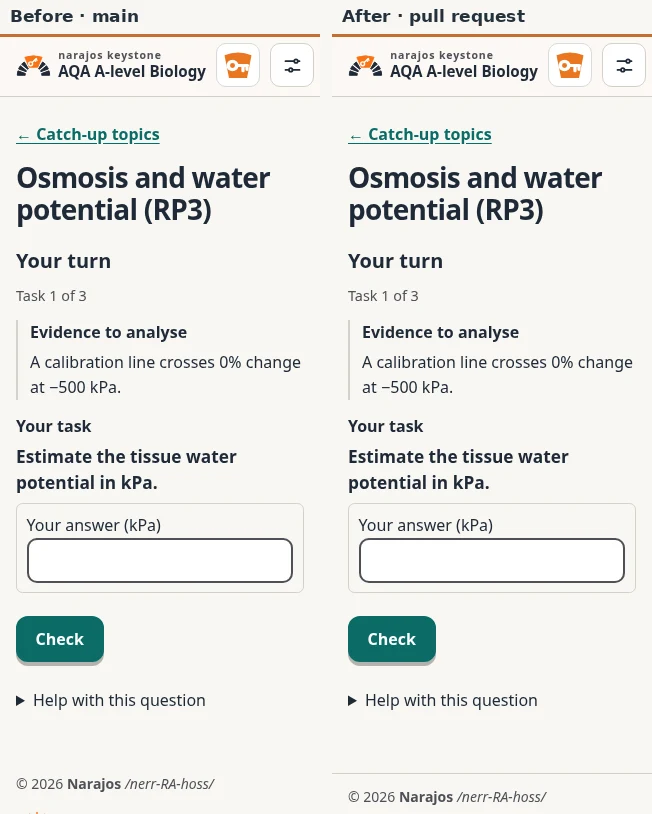 Before · main
narajos keystone
AQA A-level Biology
← Catch-up topics
Osmosis and water
potential (RP3)
Your turn
Task 1 of 3
Evidence to analyse
A calibration line crosses 0% change
at −500 kPa.
Your task
Estimate the tissue water
potential in kPa.
Your answer (kPa)
Check
▶ Help with this question
© 2026 Narajos /nerr-RA-hoss/
After · pull request
narajos keystone
AQA A-level Biology
← Catch-up topics
Osmosis and water
potential (RP3)
Your turn
Task 1 of 3
Evidence to analyse
A calibration line crosses 0% change
at −500 kPa.
Your task
Estimate the tissue water
potential in kPa.
Your answer (kPa)
Check
▶ Help with this question
© 2026 Narajos /nerr-RA-hoss/